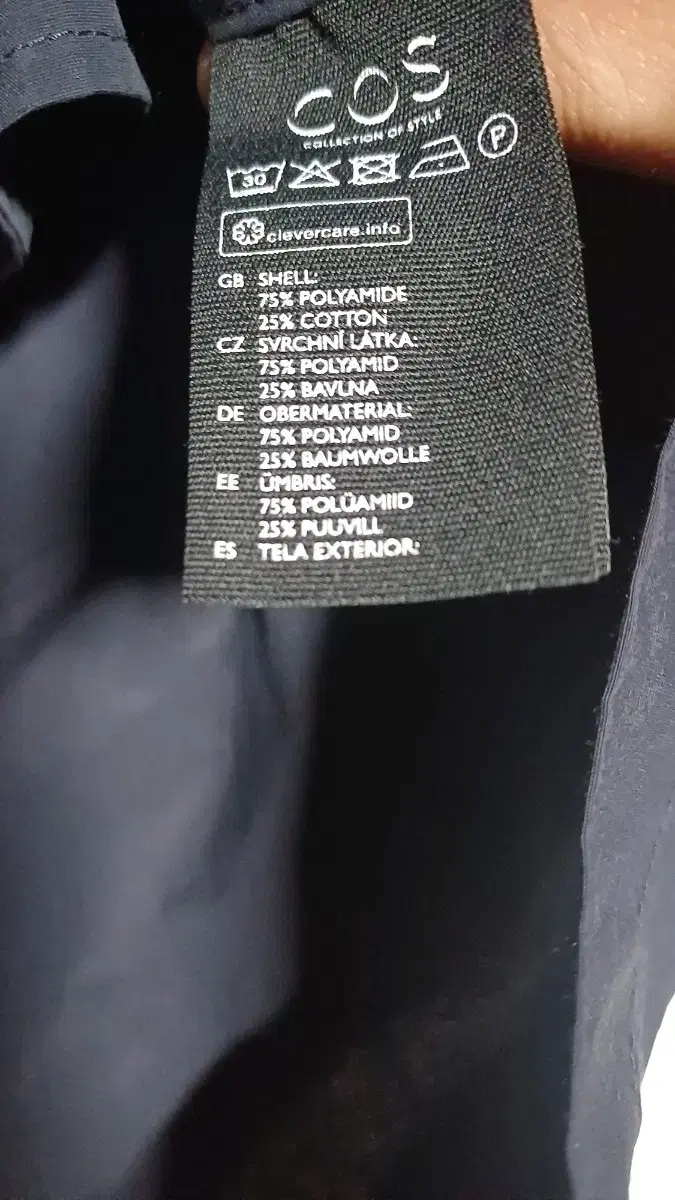 COS
COLLECTION OF STYLE
30 P
clevercare.info
GB SHELL:
75% POLYAMIDE
25% COTTON
CZ SVRCHNÍ LÁTKA:
75% POLYAMID
25% BAVLNA
DE OBERMATERIAL:
75% POLYAMID
25% BAUMWOLLE
EE ÜMBRIS:
75% POLÜAMIID
25% PUUVILL
ES TELA EXTERIOR: